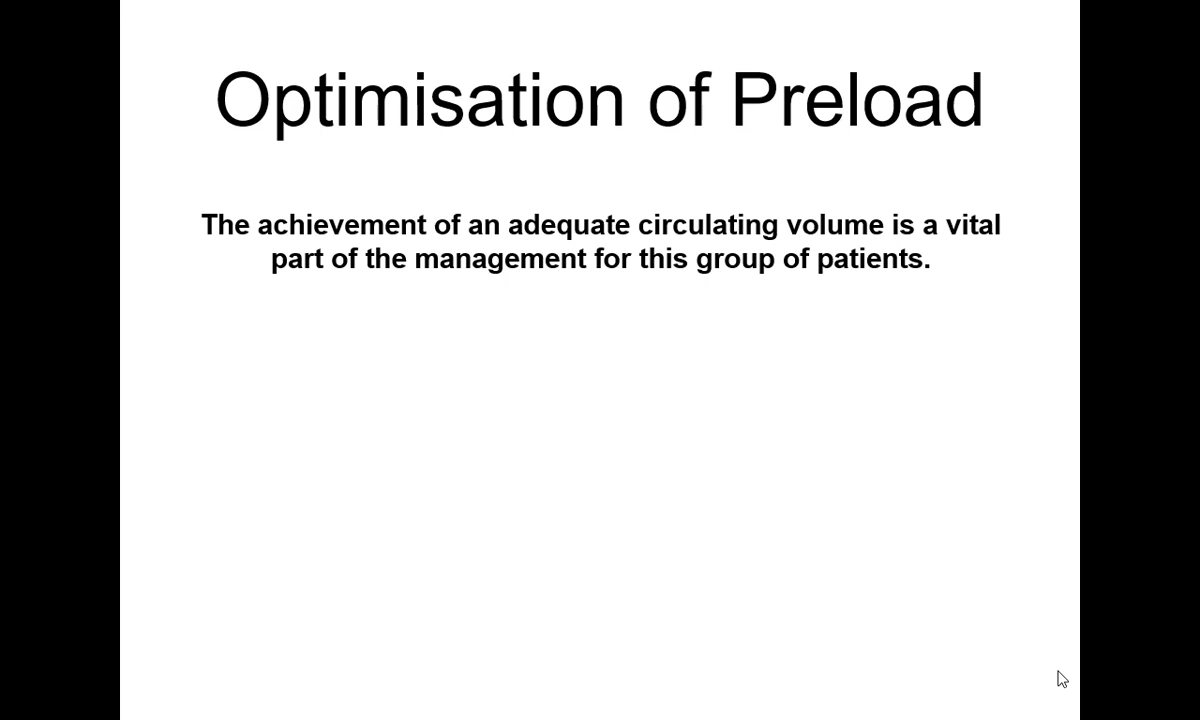 Optimisation of Preload
The achievement of an adequate circulating volume is a vital
part of the management for this group of patients.